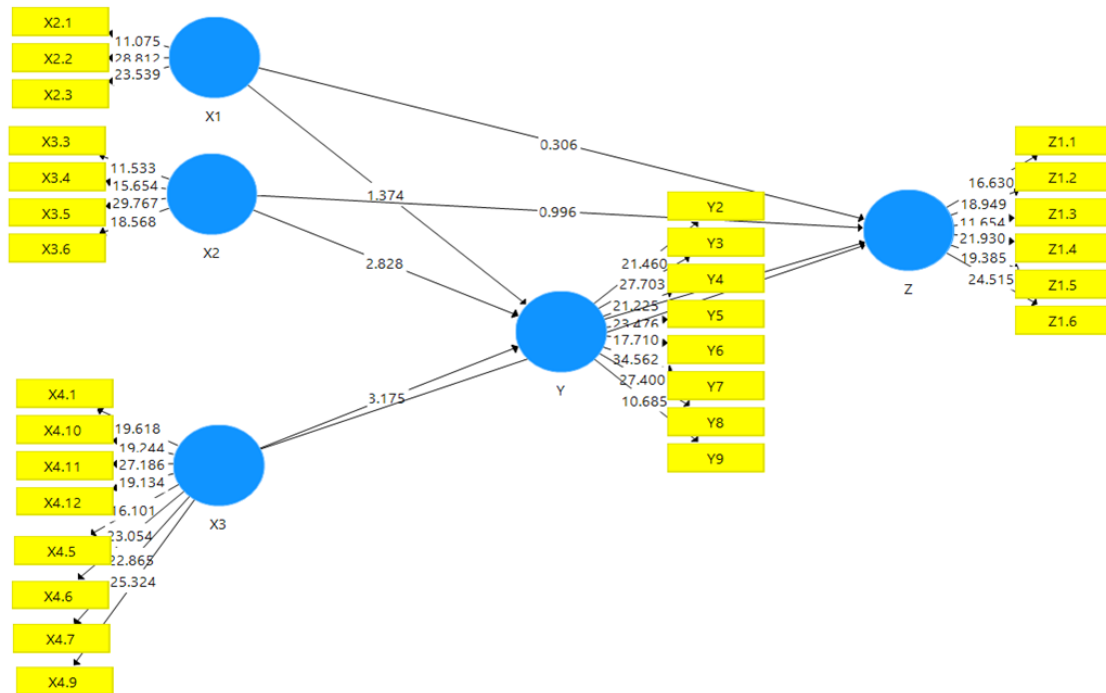 X2.1
11.075
X2.2
28.812
X2.3
23.539
X1
X3.3
11.533
X3.4
15.654
X3.5
29.767
X3.6
18.568
X2
0.306
1.374
0.996
2.828
3.175
X4.1
19.618
X4.10
19.244
X4.11
27.186
X4.12
19.134
16.101
X4.5
23.054
22.865
X4.6
25.324
X4.7
X4.9
X3
Y
Y2
Y3
21.460
Y4
27.703
21.225
Y5
23.476
17.710
Y6
34.562
Y7
27.400
10.685
Y8
Y9
Z
Z1.1
16.630
Z1.2
18.949
Z1.3
11.654
21.930
Z1.4
19.385
Z1.5
24.515
Z1.6